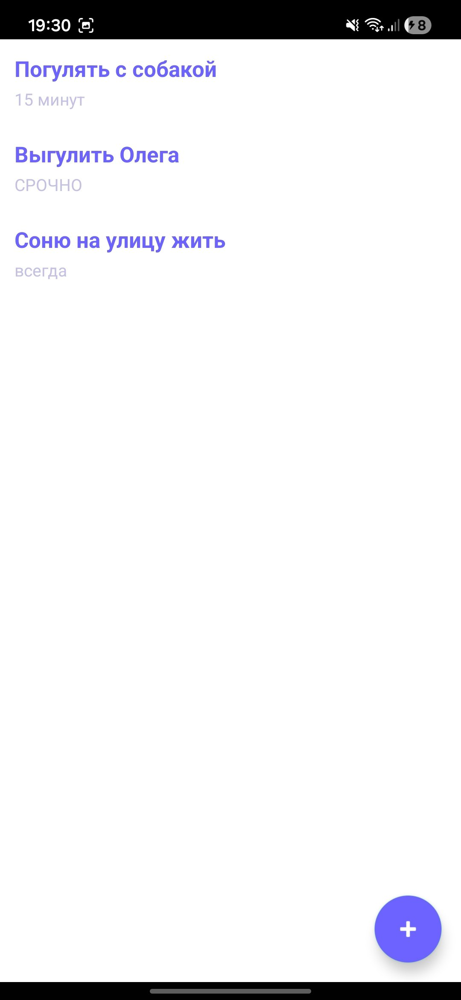 19:30
8
Погулять с собакой
15 минут
Выгулить Олега
СРОЧНО
Соню на улицу жить
всегда